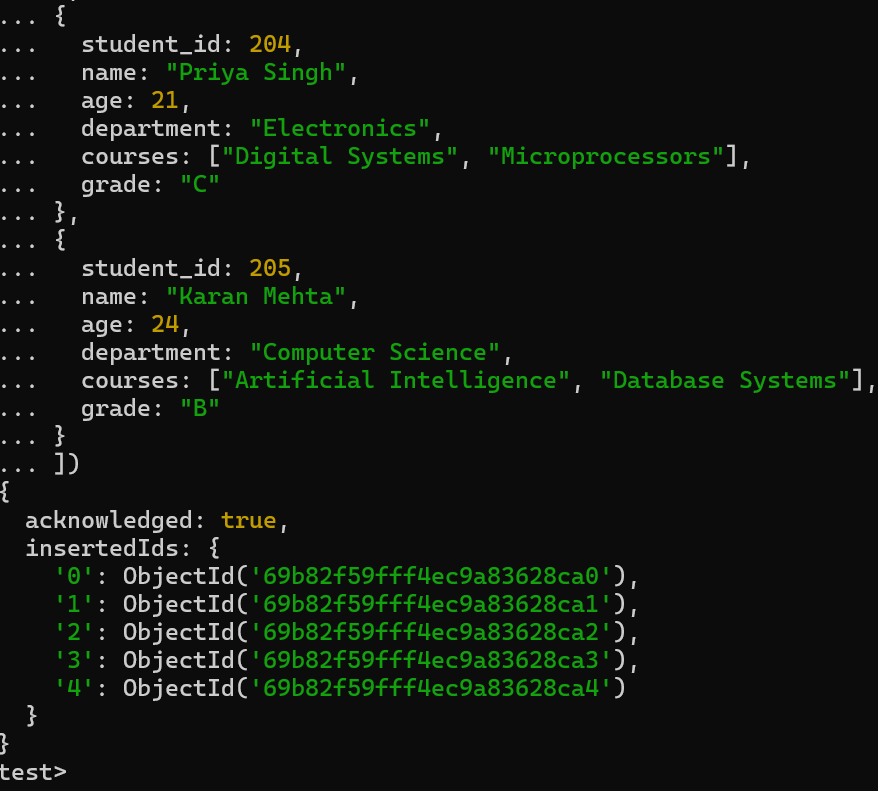 ... {
...   student_id: 204,
...   name: "Priya Singh",
...   age: 21,
...   department: "Electronics",
...   courses: ["Digital Systems", "Microprocessors"],
...   grade: "C"
... },
... {
...   student_id: 205,
...   name: "Karan Mehta",
...   age: 24,
...   department: "Computer Science",
...   courses: ["Artificial Intelligence", "Database Systems"],
...   grade: "B"
... }
... ])
{
  acknowledged: true,
  insertedIds: {
    '0': ObjectId('69b82f59fff4ec9a83628ca0'),
    '1': ObjectId('69b82f59fff4ec9a83628ca1'),
    '2': ObjectId('69b82f59fff4ec9a83628ca2'),
    '3': ObjectId('69b82f59fff4ec9a83628ca3'),
    '4': ObjectId('69b82f59fff4ec9a83628ca4')
  }
}
test>